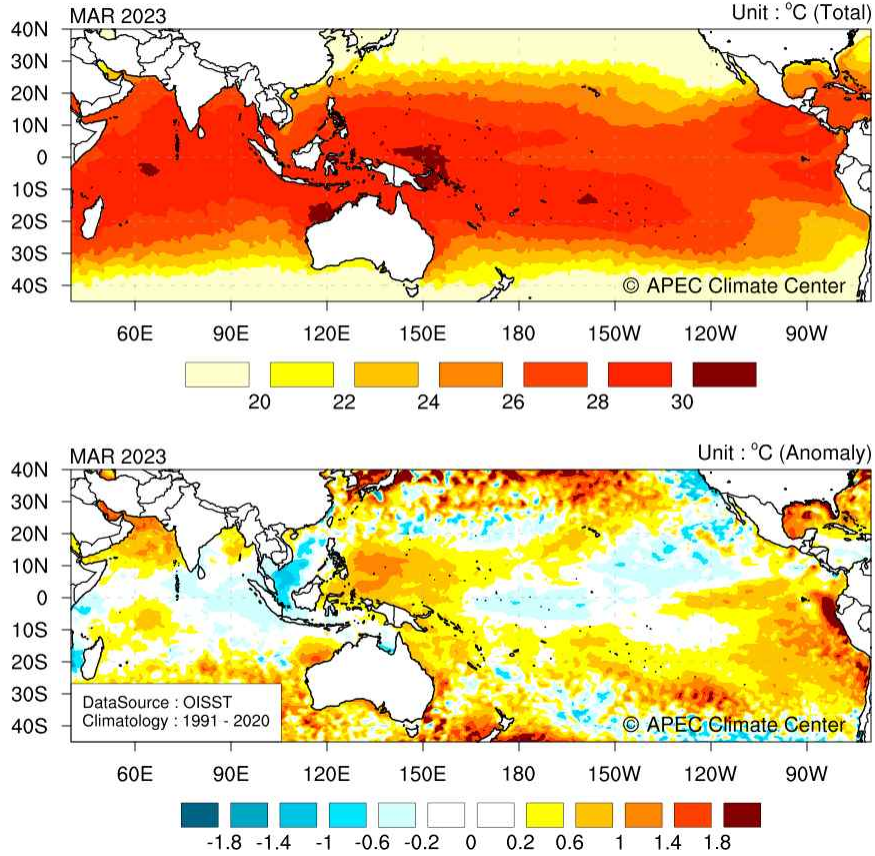 MAR 2023 Unit : °C (Total)
40N
30N
20N
10N
0
10S
20S
30S
40S
© APEC Climate Center
60E 90E 120E 150E 180 150W 120W 90W
20 22 24 26 28 30
MAR 2023 Unit : °C (Anomaly)
40N
30N
20N
10N
0
10S
20S
30S
40S
DataSource : OISST
Climatology : 1991 - 2020
© APEC Climate Center
60E 90E 120E 150E 180 150W 120W 90W
-1.8 -1.4 -1 -0.6 -0.2 0 0.2 0.6 1 1.4 1.8